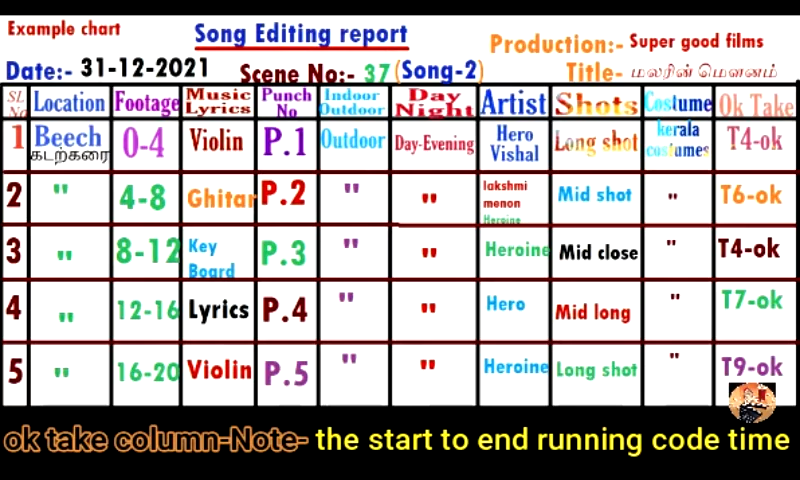 Example chart
Song Editing report
Production:- Super good films
Date:- 31-12-2021
Scene No:- 37 (Song-2)
Title- மலரின் மௌனம்
SL No Location Footage Music Lyrics Punch No Indoor Outdoor Day Night Artist Shots Costume Ok Take
1 Beech கடற்கரை 0-4 Violin P.1 Outdoor Day-Evening Hero Vishal Long shot kerala costumes T4-ok
2 " 4-8 Ghitar P.2 " " lakshmi menon Heroine Mid shot " T6-ok
3 " 8-12 Key Board P.3 " " Heroine Mid close " T4-ok
4 " 12-16 Lyrics P.4 " " Hero Mid long " T7-ok
5 " 16-20 Violin P.5 " " Heroine Long shot " T9-ok
ok take column-Note- the start to end running code time